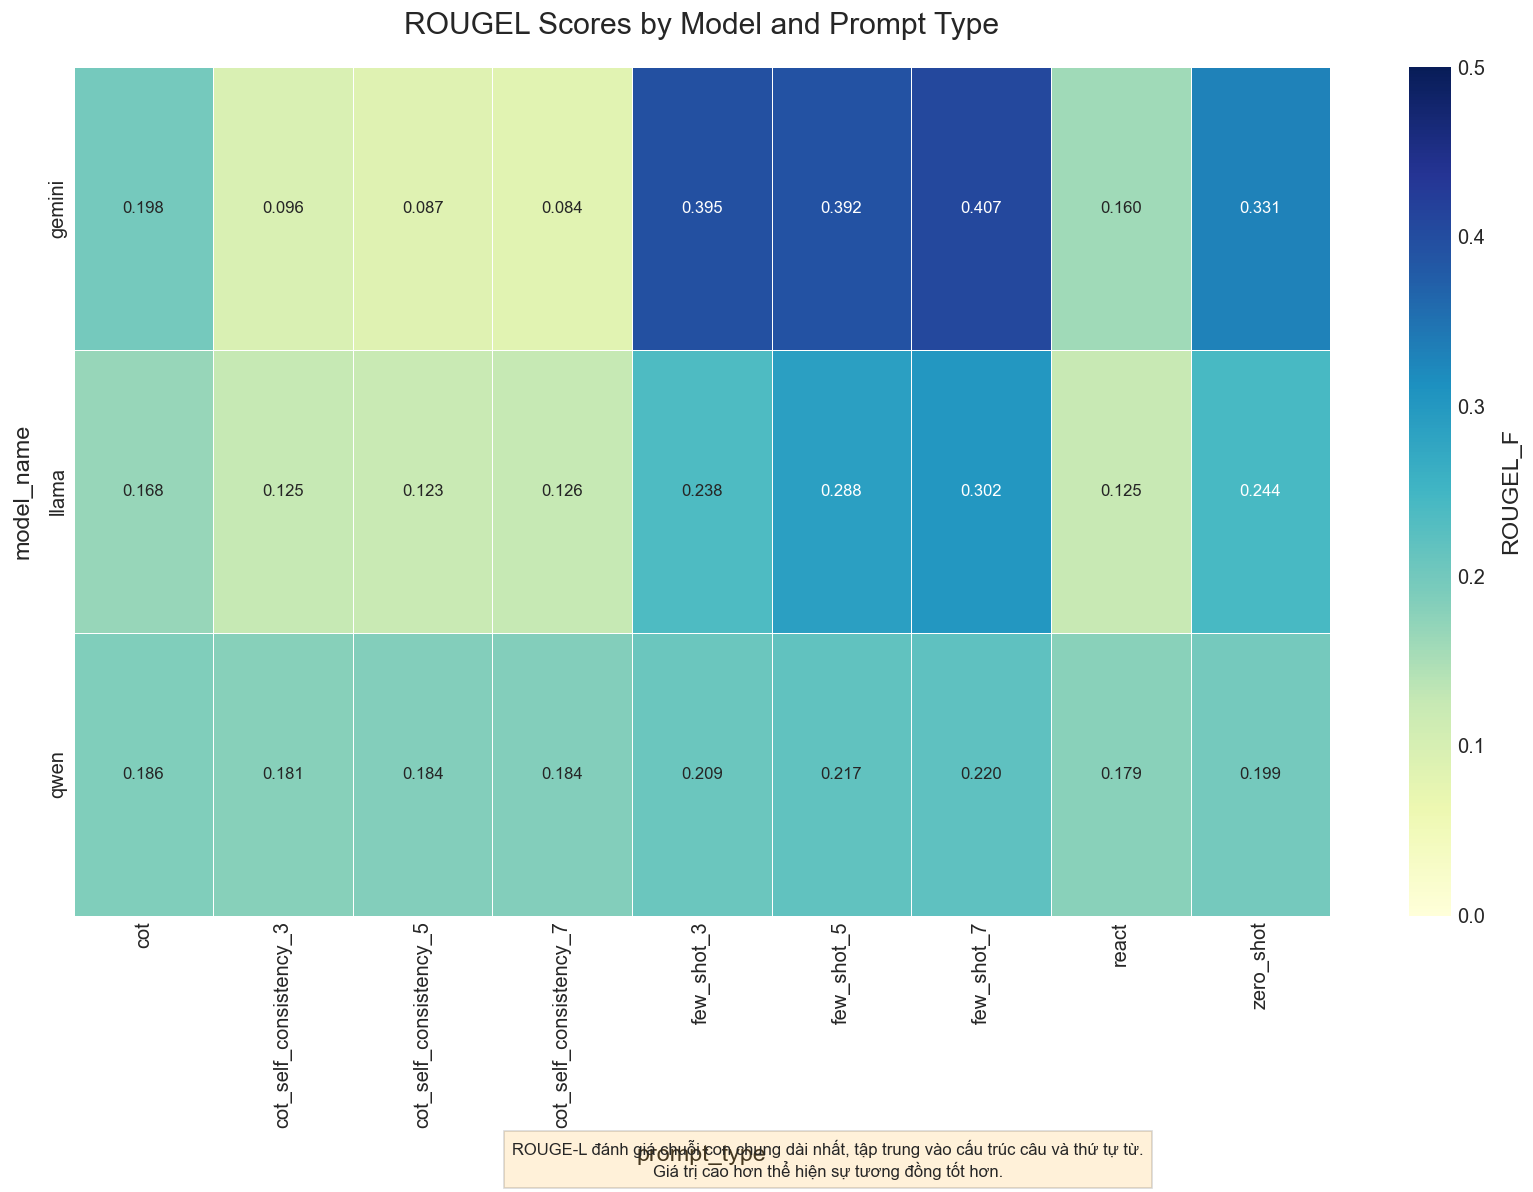 ROUGEL Scores by Model and Prompt Type
model_name
gemini
0.198 0.096 0.087 0.084 0.395 0.392 0.407 0.160 0.331
llama
0.168 0.125 0.123 0.126 0.238 0.288 0.302 0.125 0.244
qwen
0.186 0.181 0.184 0.184 0.209 0.217 0.220 0.179 0.199
cot
cot_self_consistency_3
cot_self_consistency_5
cot_self_consistency_7
few_shot_3
few_shot_5
few_shot_7
react
zero_shot
prompt_type
0.5
0.4
0.3
0.2
0.1
0.0
ROUGEL_F
ROUGE-L đánh giá chuỗi con chung dài nhất, tập trung vào cấu trúc câu và thứ tự từ.
Giá trị cao hơn thể hiện sự tương đồng tốt hơn.